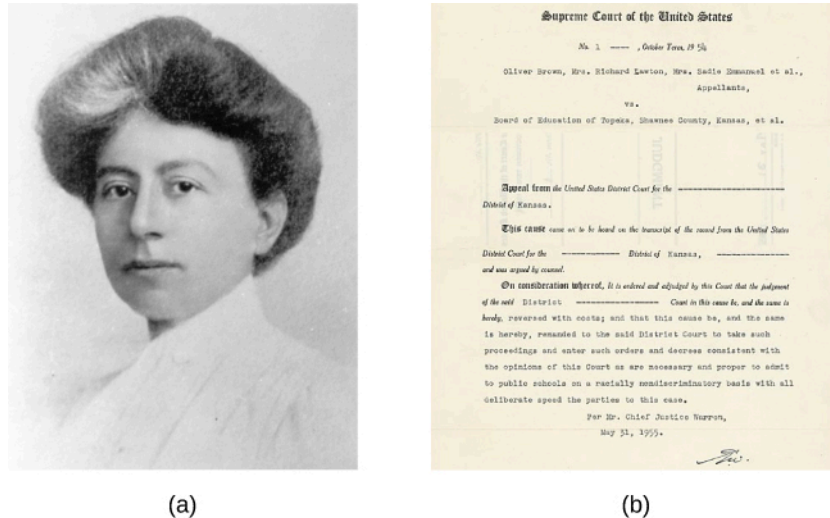 Supreme Court of the United States
No. 1 ---- , October Term, 19 54
Oliver Brown, Mrs. Richard Lawton, Mrs. Sadie Emmanuel et al.,
Appellants,
vs.
Board of Education of Topeka, Shawnee County, Kansas, et al.
Appeal from the United States District Court for the
District of Kansas.
This cause came on to be heard on the transcript of the record from the United States
District Court for the District of Kansas,
and was argued by counsel.
On consideration whereof, It is ordered and adjudged by this Court that the judgment
of the said District Court in this cause be, and the same is
hereby, reversed with costs; and that this cause be, and the same
is hereby, remanded to the said District Court to take such
proceedings and enter such orders and decrees consistent with
the opinions of this Court as are necessary and proper to admit
to public schools on a racially nondiscriminatory basis with all
deliberate speed the parties to this case.
Per Mr. Chief Justice Warren,
May 31, 1955.
(a)
(b)